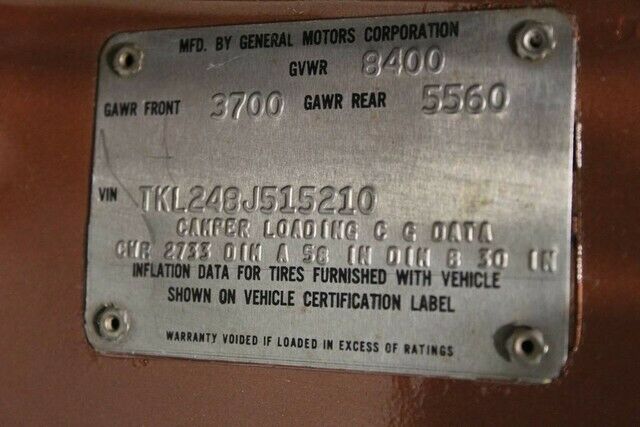 MFD. BY GENERAL MOTORS CORPORATION
GVWR 8400
GAWR FRONT 3700 GAWR REAR 5560
VIN TKL248J515210
CAMPER LOADING C G DATA
CWR 2733 DIM A 58 IN DIM B 30 IN
INFLATION DATA FOR TIRES FURNISHED WITH VEHICLE
SHOWN ON VEHICLE CERTIFICATION LABEL
WARRANTY VOIDED IF LOADED IN EXCESS OF RATINGS